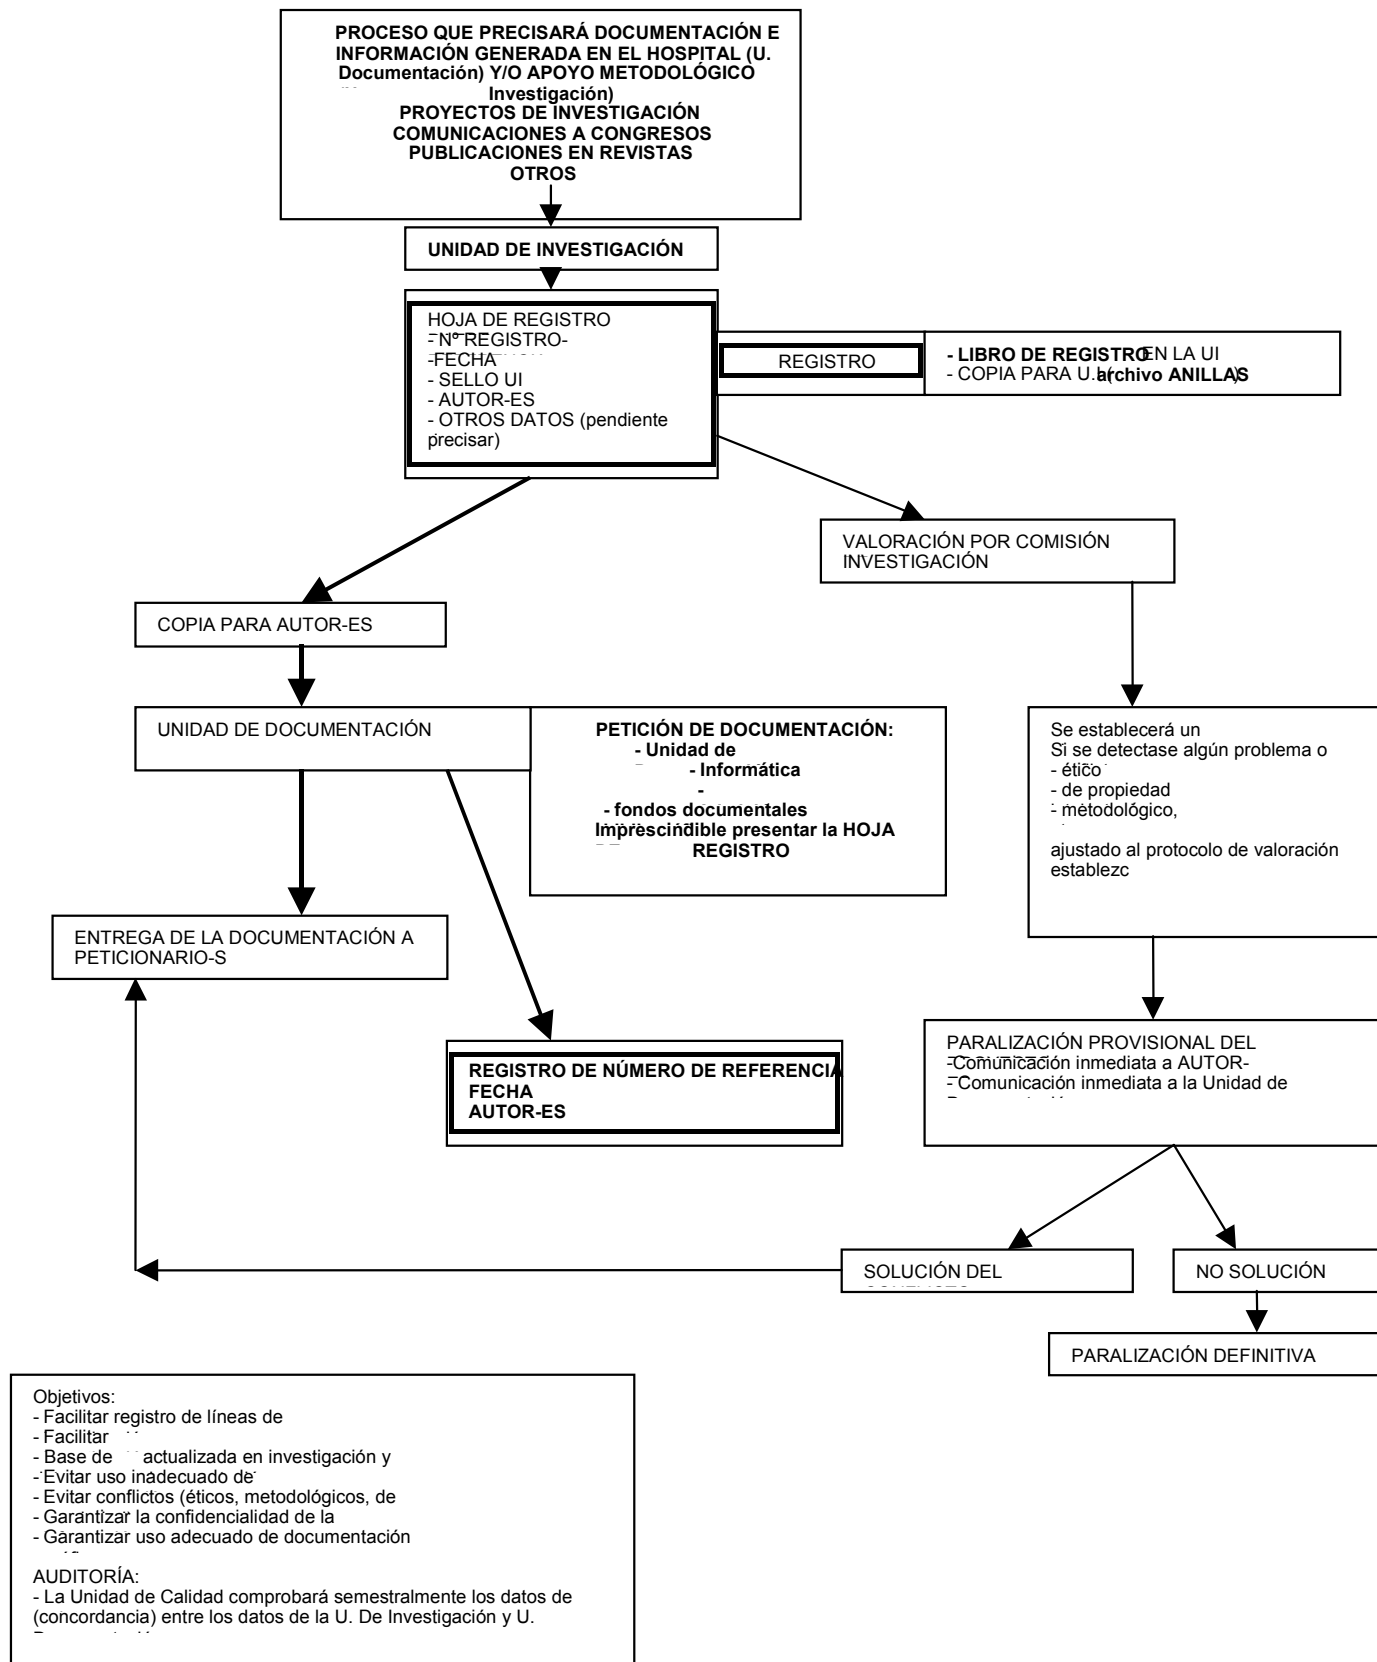 PROCESO QUE PRECISARÁ DOCUMENTACIÓN E
INFORMACIÓN GENERADA EN EL HOSPITAL (U.
Documentación) Y/O APOYO METODOLÓGICO
Investigación)
PROYECTOS DE INVESTIGACIÓN
COMUNICACIONES A CONGRESOS
PUBLICACIONES EN REVISTAS
OTROS
UNIDAD DE INVESTIGACIÓN
HOJA DE REGISTRO
- Nº REGISTRO-
-FECHA
- SELLO UI
- AUTOR-ES
- OTROS DATOS (pendiente
precisar)
REGISTRO
- LIBRO DE REGISTRO EN LA UI
- COPIA PARA U.I.(archivo ANILLAS)
VALORACIÓN POR COMISIÓN
INVESTIGACIÓN
COPIA PARA AUTOR-ES
UNIDAD DE DOCUMENTACIÓN
PETICIÓN DE DOCUMENTACIÓN:
- Unidad de
- Informática
-
- fondos documentales
Imprescindible presentar la HOJA
REGISTRO
Se establecerá un
Si se detectase algún problema o
- ético
- de propiedad
- metodológico,
ajustado al protocolo de valoración
establezc
ENTREGA DE LA DOCUMENTACIÓN A
PETICIONARIO-S
REGISTRO DE NÚMERO DE REFERENCIA
FECHA
AUTOR-ES
PARALIZACIÓN PROVISIONAL DEL
-Comunicación inmediata a AUTOR-
- Comunicación inmediata a la Unidad de
SOLUCIÓN DEL
NO SOLUCIÓN
PARALIZACIÓN DEFINITIVA
Objetivos:
- Facilitar registro de líneas de
- Facilitar
- Base de actualizada en investigación y
- Evitar uso inadecuado de
- Evitar conflictos (éticos, metodológicos, de
- Garantizar la confidencialidad de la
- Garantizar uso adecuado de documentación
AUDITORÍA:
- La Unidad de Calidad comprobará semestralmente los datos de
(concordancia) entre los datos de la U. De Investigación y U.